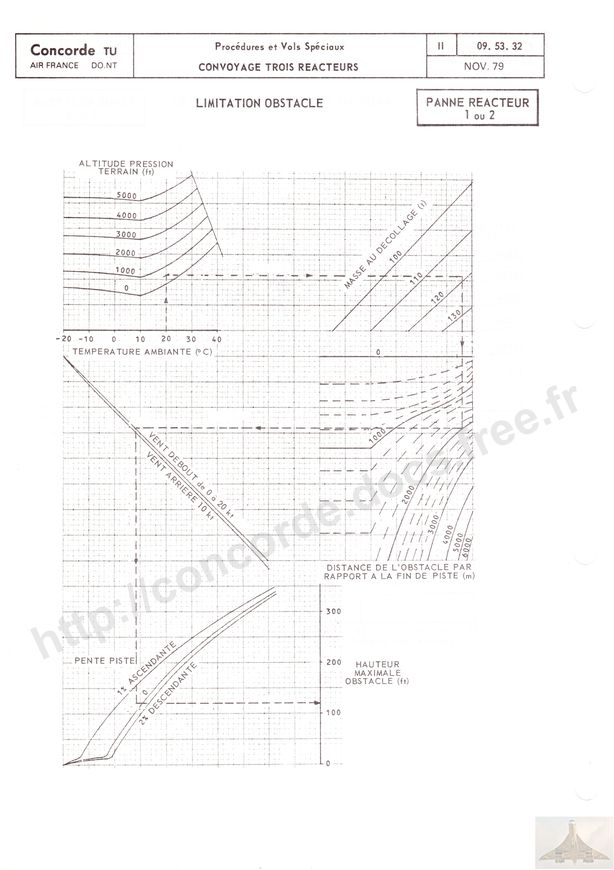 Concorde TU
AIR FRANCE DO.NT
Procédures et Vols Spéciaux
CONVOYAGE TROIS REACTEURS
II
09. 53. 32
NOV. 79
LIMITATION OBSTACLE
PANNE REACTEUR
1 ou 2
ALTITUDE PRESSION
TERRAIN (ft)
5000
4000
3000
2000
1000
0
MASSE AU DECOLLAGE (t)
100
110
120
130
-20 -10 0 10 20 30 40
TEMPERATURE AMBIANTE (°C)
0
1000
2000
3000
4000
5000
6000
VENT DEBOUT de 0 a 20 kt
VENT ARRIERE 10 kt
DISTANCE DE L'OBSTACLE PAR
RAPPORT A LA FIN DE PISTE (m)
300
200
100
0
PENTE PISTE
1% ASCENDANTE
0
2% DESCENDANTE
HAUTEUR
MAXIMALE
OBSTACLE (ft)
http://concorde.docs.free.fr